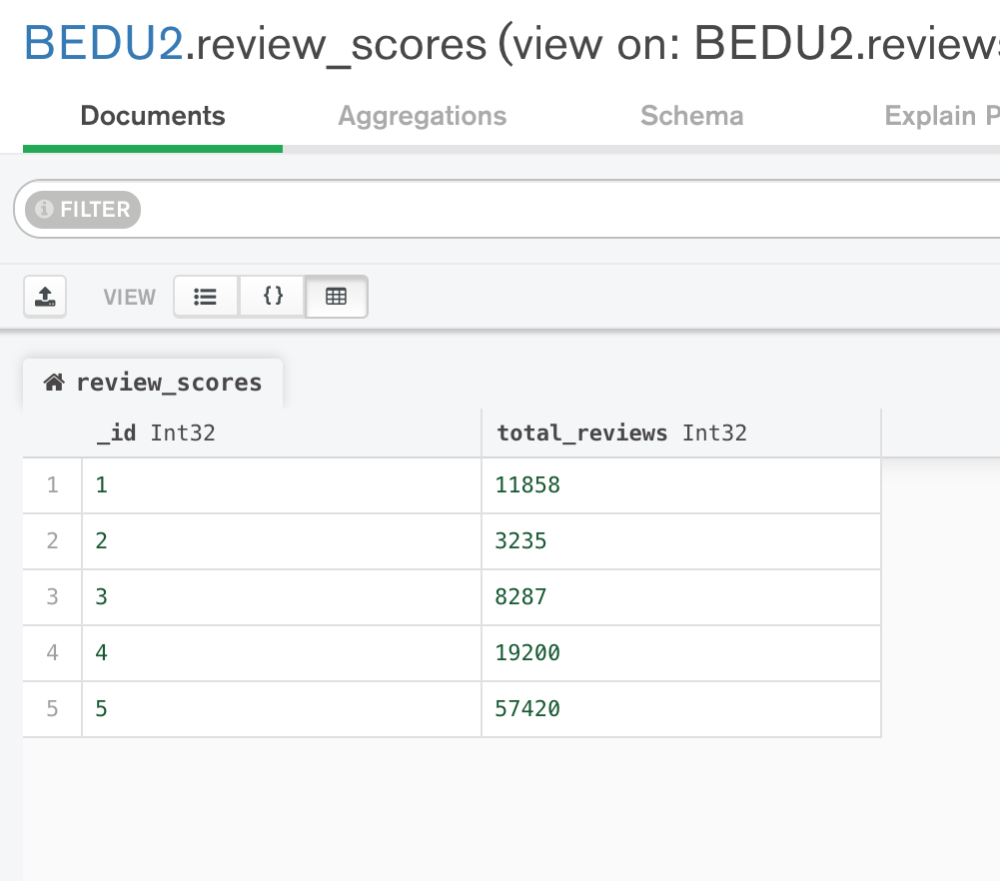 BEDU2.review_scores (view on: BEDU2.reviews
Documents Aggregations Schema Explain P
FILTER
VIEW {}
review_scores
_id Int32 total_reviews Int32
1 1 11858
2 2 3235
3 3 8287
4 4 19200
5 5 57420